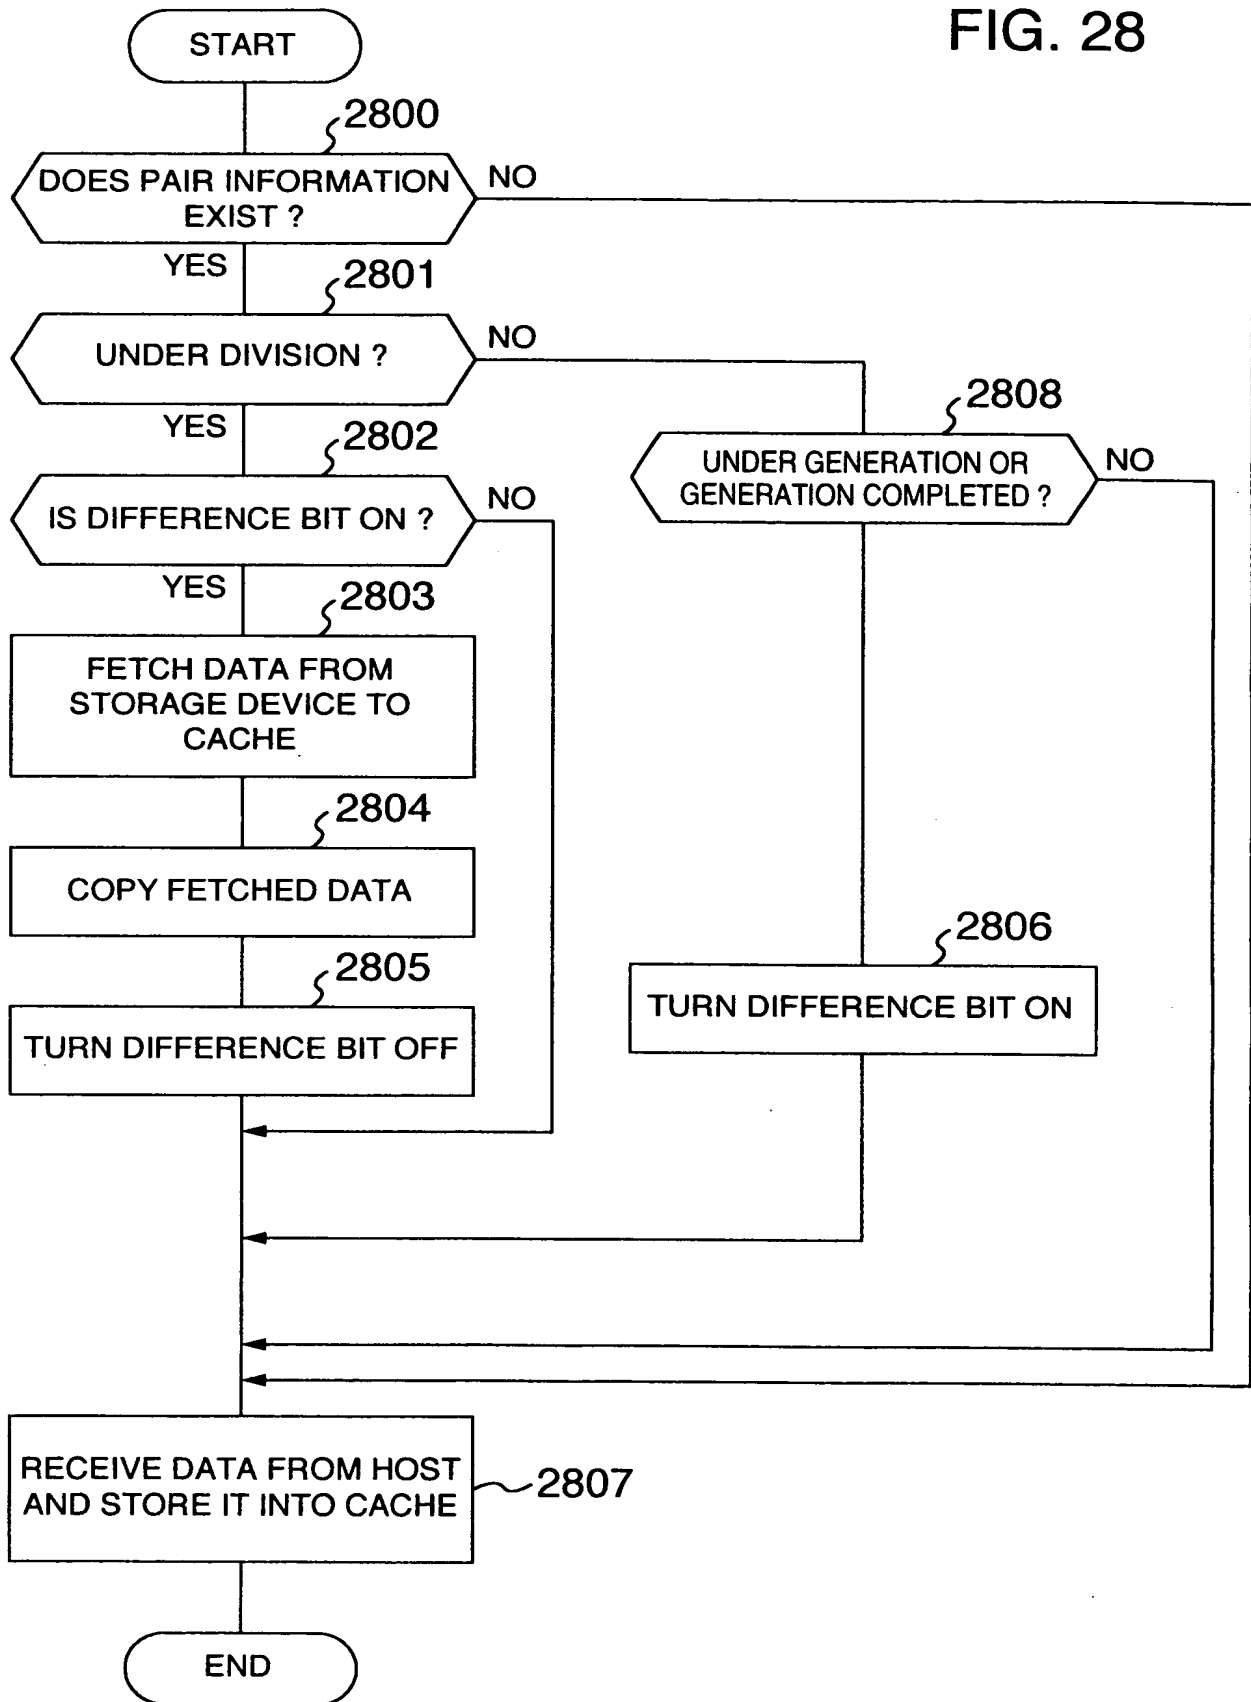 FIG. 28
START
2800
DOES PAIR INFORMATION
EXIST ?
NO
YES
2801
UNDER DIVISION ?
NO
YES
2802
IS DIFFERENCE BIT ON ?
NO
YES
2808
UNDER GENERATION OR
GENERATION COMPLETED ?
NO
2803
FETCH DATA FROM
STORAGE DEVICE TO
CACHE
2804
COPY FETCHED DATA
2805
TURN DIFFERENCE BIT OFF
2806
TURN DIFFERENCE BIT ON
RECEIVE DATA FROM HOST
AND STORE IT INTO CACHE
2807
END